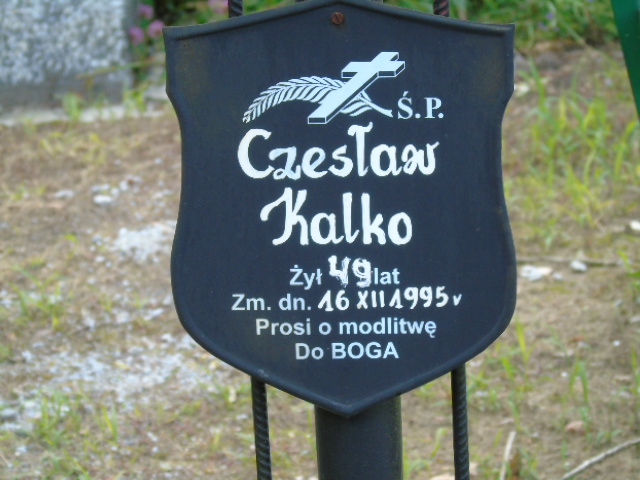 Ś.P.
Czesław
Kalko
Żył 49 lat
Zm. dn. 16 XII 1995 r
Prosi o modlitwę
Do BOGA